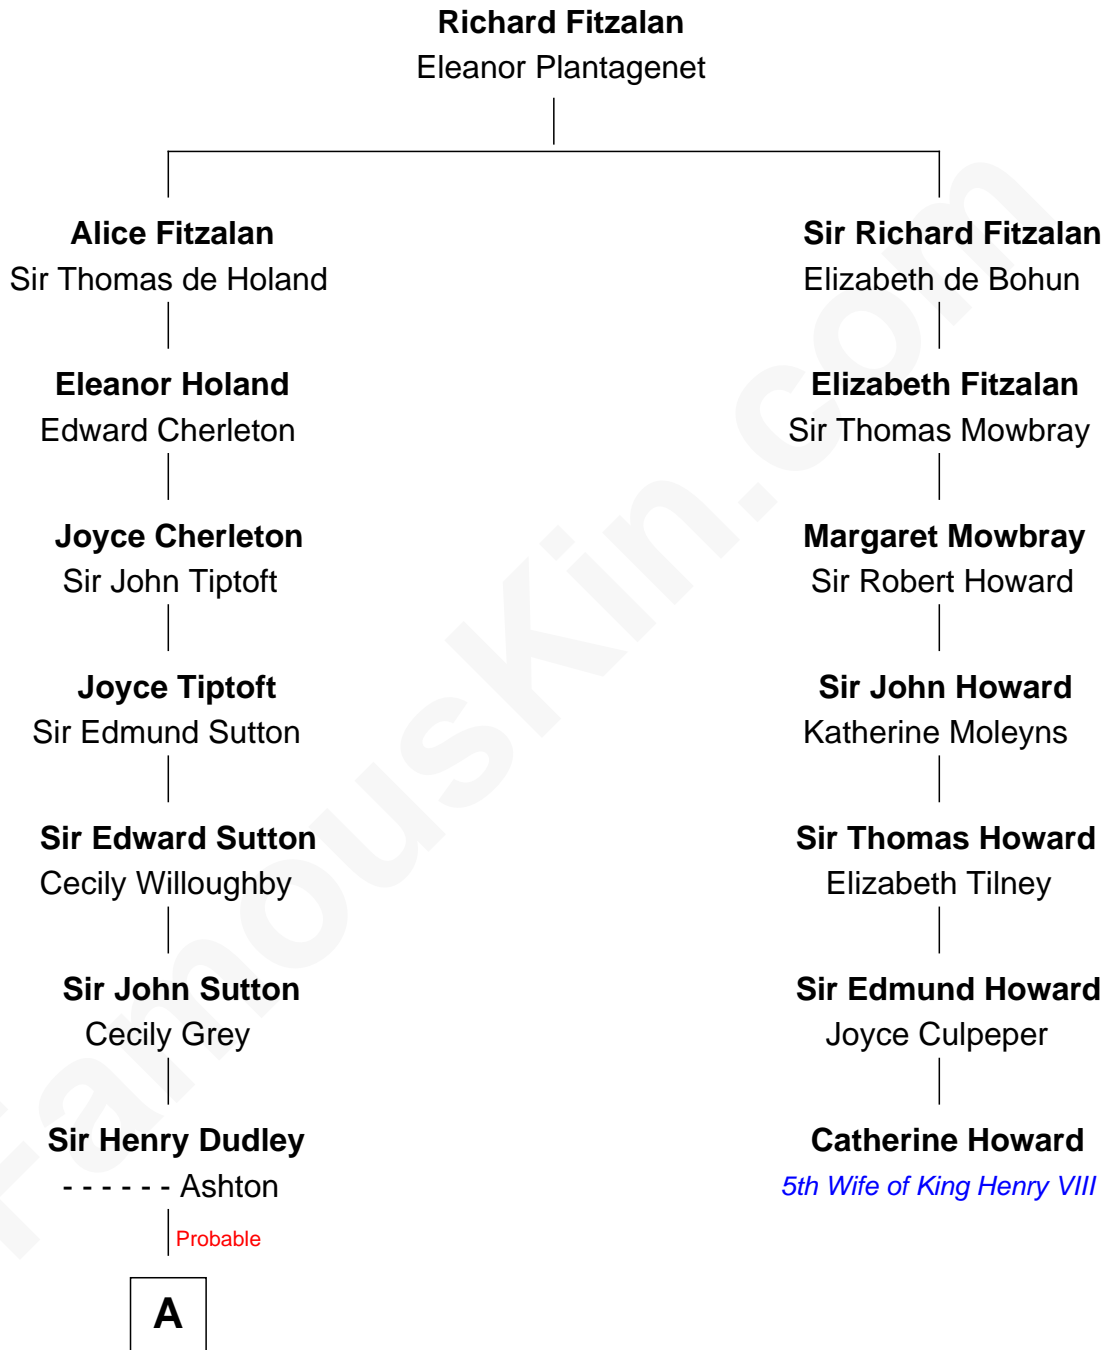 Richard Fitzalan
Eleanor Plantagenet
Alice Fitzalan
Sir Thomas de Holand
Sir Richard Fitzalan
Elizabeth de Bohun
Eleanor Holand
Edward Cherleton
Elizabeth Fitzalan
Sir Thomas Mowbray
Joyce Cherleton
Sir John Tiptoft
Margaret Mowbray
Sir Robert Howard
Joyce Tiptoft
Sir Edmund Sutton
Sir John Howard
Katherine Moleyns
Sir Edward Sutton
Cecily Willoughby
Sir Thomas Howard
Elizabeth Tilney
Sir John Sutton
Cecily Grey
Sir Edmund Howard
Joyce Culpeper
Sir Henry Dudley
- - - - - - Ashton
Catherine Howard
5th Wife of King Henry VIII
Probable
A
FamousKin.com